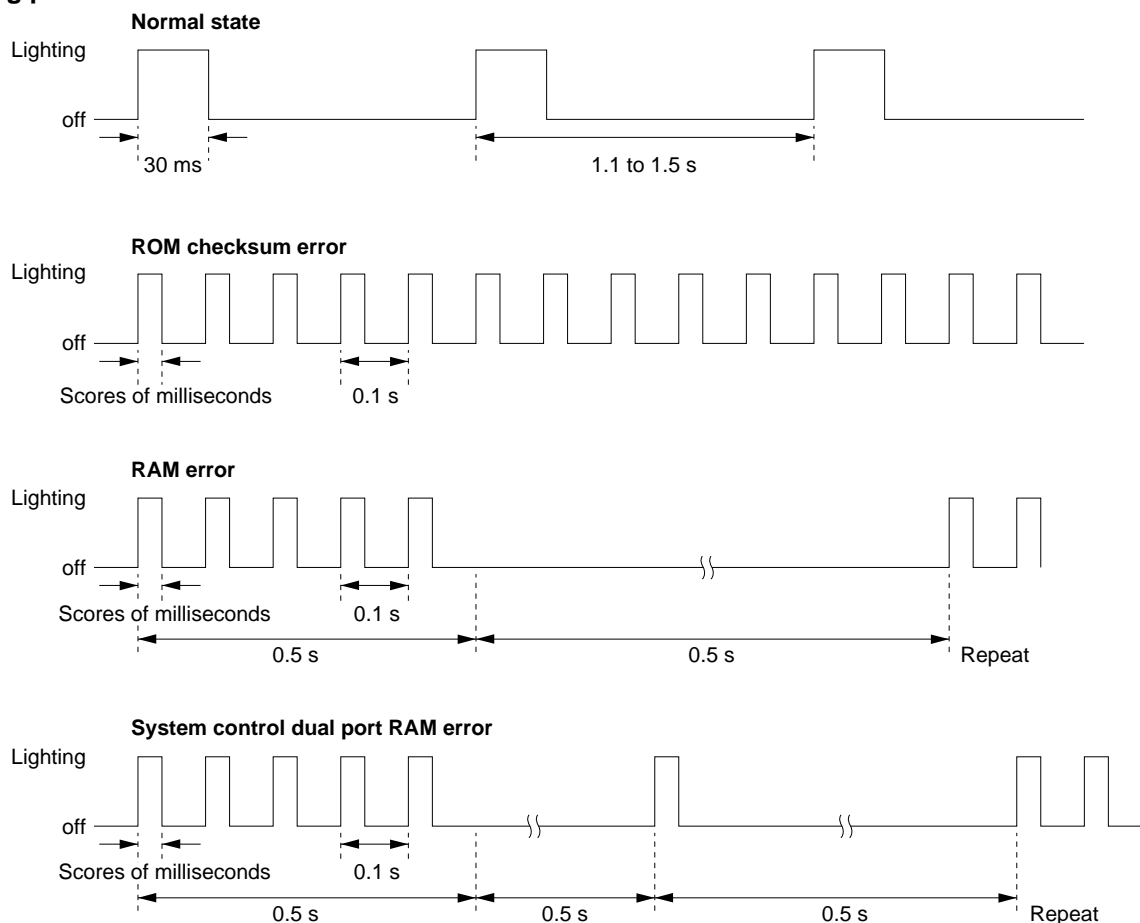 Normal state
Lighting
off
30 ms
1.1 to 1.5 s
ROM checksum error
Lighting
off
Scores of milliseconds
0.1 s
RAM error
Lighting
off
Scores of milliseconds
0.1 s
0.5 s
0.5 s
Repeat
System control dual port RAM error
Lighting
off
Scores of milliseconds
0.1 s
0.5 s
0.5 s
0.5 s
Repeat